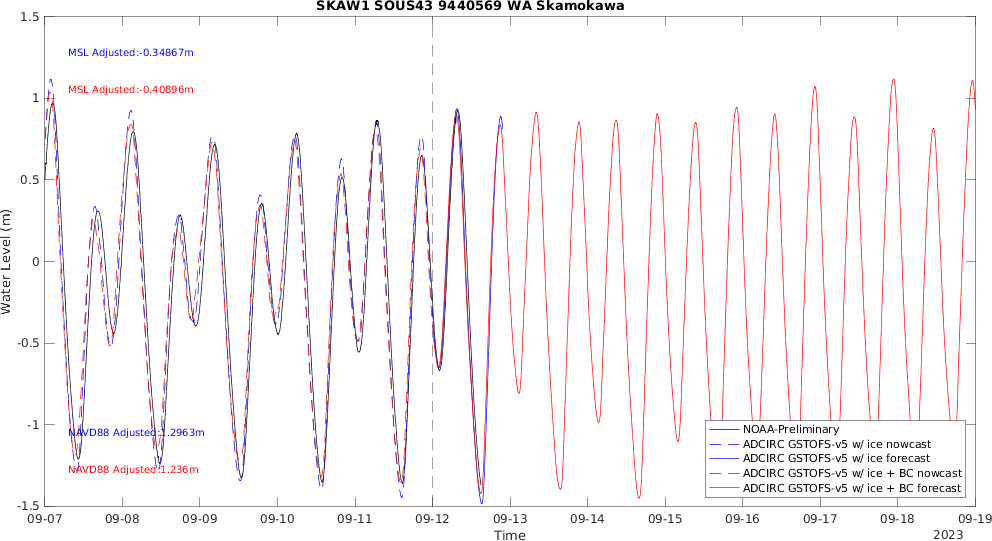 SKAW1 SOUS43 9440569 WA Skamokawa
1.5
1
0.5
0
-0.5
-1
-1.5
Water Level (m)
MSL Adjusted:-0.34867m
MSL Adjusted:-0.40896m
NAVD88 Adjusted:1.2963m
NAVD88 Adjusted:1.236m
NOAA-Preliminary
ADCIRC GSTOFS-v5 w/ ice nowcast
ADCIRC GSTOFS-v5 w/ ice forecast
ADCIRC GSTOFS-v5 w/ ice + BC nowcast
ADCIRC GSTOFS-v5 w/ ice + BC forecast
09-07 09-08 09-09 09-10 09-11 09-12 09-13 09-14 09-15 09-16 09-17 09-18 09-19
Time
2023